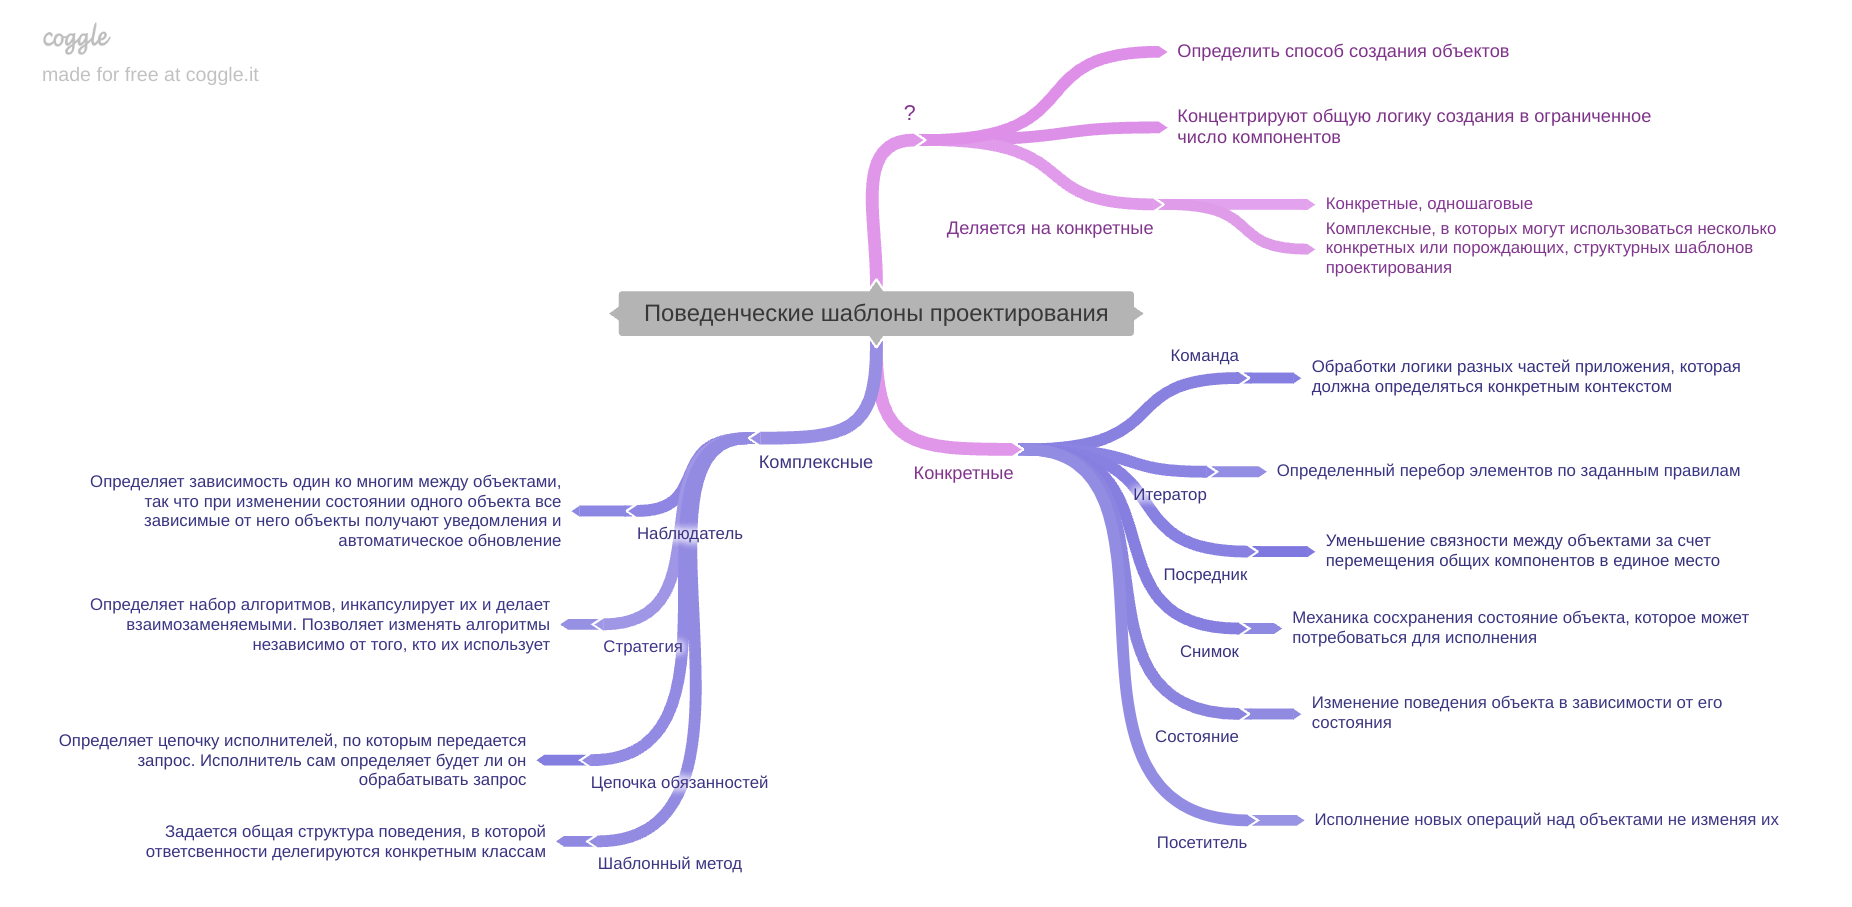 coggle
made for free at coggle.it
?
Определить способ создания объектов
Концентрируют общую логику создания в ограниченное
число компонентов
Деляется на конкретные
Конкретные, одношаговые
Комплексные, в которых могут использоваться несколько
конкретных или порождающих, структурных шаблонов
проектирования
Поведенческие шаблоны проектирования
Комплексные
Наблюдатель
Определяет зависимость один ко многим между объектами,
так что при изменении состоянии одного объекта все
зависимые от него объекты получают уведомления и
автоматическое обновление
Стратегия
Определяет набор алгоритмов, инкапсулирует их и делает
взаимозаменяемыми. Позволяет изменять алгоритмы
независимо от того, кто их использует
Цепочка обязанностей
Определяет цепочку исполнителей, по которым передается
запрос. Исполнитель сам определяет будет ли он
обрабатывать запрос
Шаблонный метод
Задается общая структура поведения, в которой
ответсвенности делегируются конкретным классам
Конкретные
Команда
Обработки логики разных частей приложения, которая
должна определяться конкретным контекстом
Итератор
Определенный перебор элементов по заданным правилам
Посредник
Уменьшение связности между объектами за счет
перемещения общих компонентов в единое место
Снимок
Механика сосхранения состояние объекта, которое может
потребоваться для исполнения
Состояние
Изменение поведения объекта в зависимости от его
состояния
Посетитель
Исполнение новых операций над объектами не изменяя их